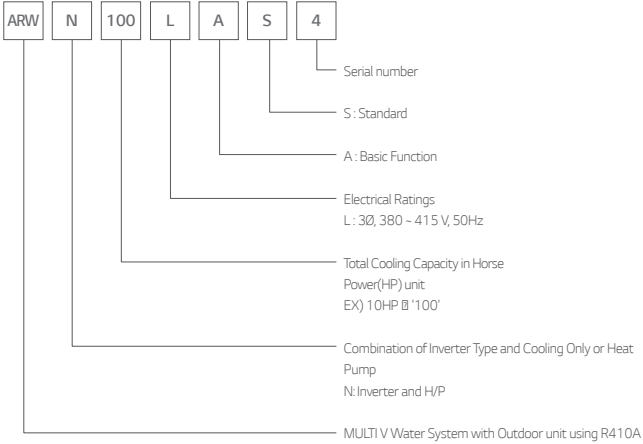 ARW N 100 L A S 4
Serial number
S : Standard
A : Basic Function
Electrical Ratings
L : 3Ø, 380 ~ 415 V, 50Hz
Total Cooling Capacity in Horse
Power(HP) unit
EX) 10HP '100'
Combination of Inverter Type and Cooling Only or Heat
Pump
N: Inverter and H/P
MULTI V Water System with Outdoor unit using R410A